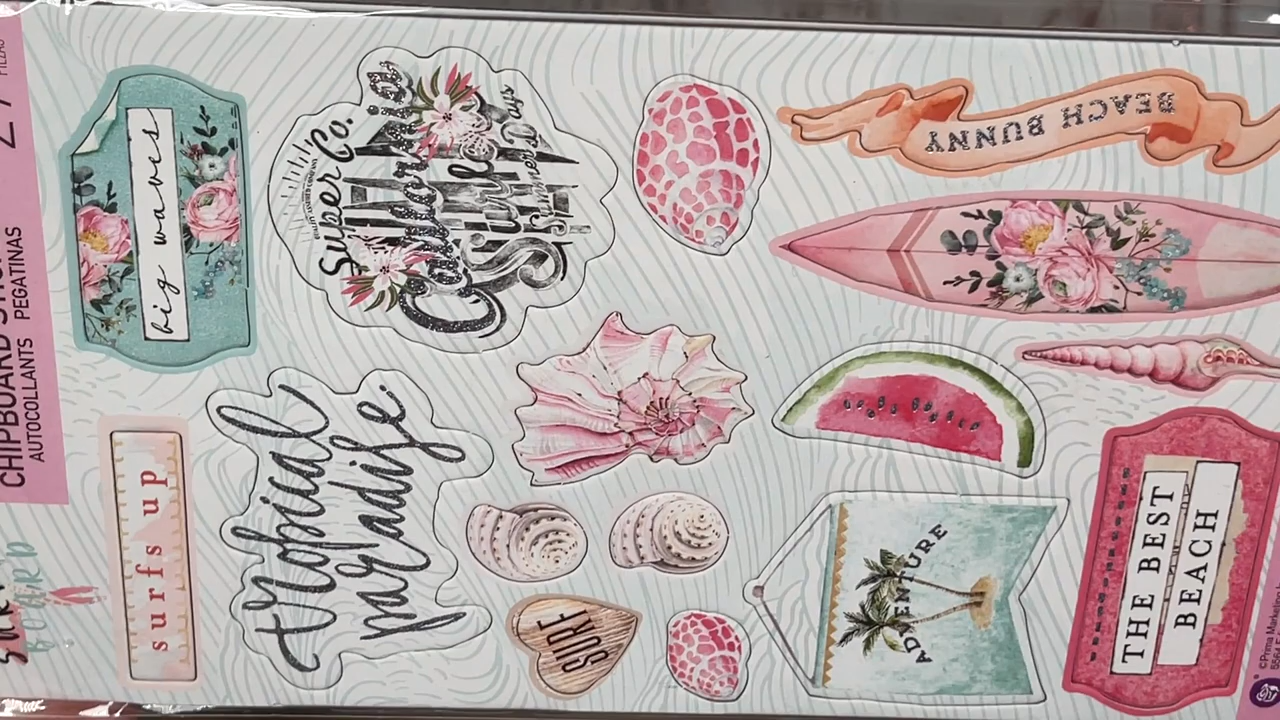 CHIPBOARD
AUTOCOLLANTS PEGATINAS
big waves
Super Co.
California
Style
Summer Days
BEACH BUNNY
surfs up
tropical
paradise
SURF
ADVENTURE
THE BEST
BEACH